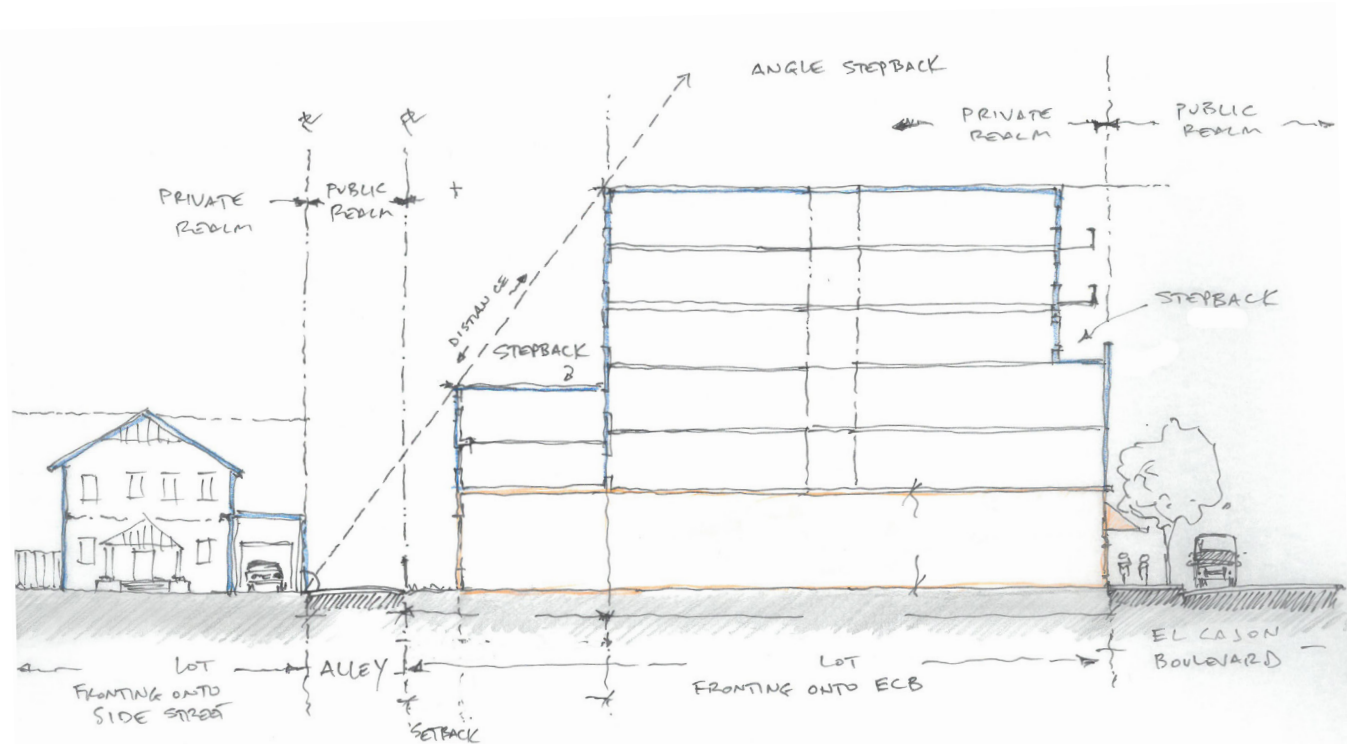 ANGLE STEPBACK
PRIVATE
REALM
PUBLIC
REALM
PRIVATE
REALM
PUBLIC
REALM
DISTANCE
STEPBACK
STEPBACK
EL CAJON
BOULEVARD
LOT
FRONTING ONTO
SIDE STREET
ALLEY
LOT
FRONTING ONTO ECB
SETBACK